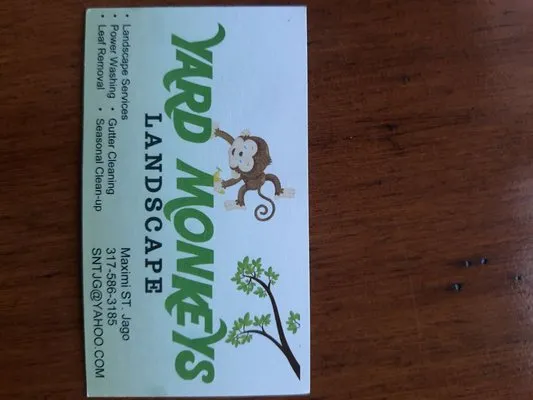 YARD MONKEYS
LANDSCAPE
• Landscape Services
• Power Washing • Gutter Cleaning
• Leaf Removal • Seasonal Clean-up
Maximi ST. Jago
317-586-3185
SNTJG@YAHOO.COM